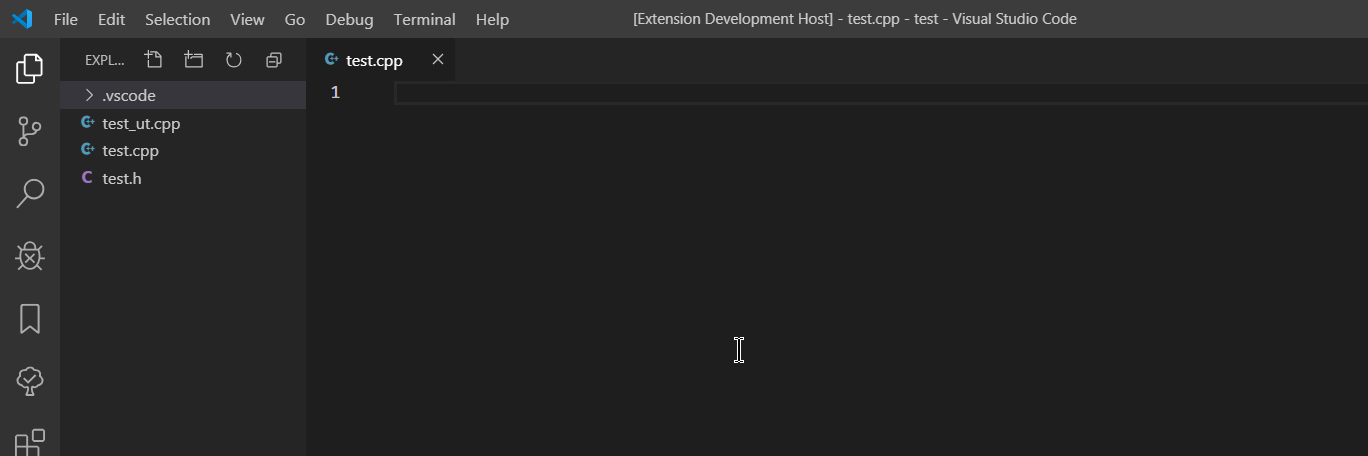 File Edit Selection View Go Debug Terminal Help [Extension Development Host] - test.cpp - test - Visual Studio Code
EXPL... test.cpp
1
.vscode
test_ut.cpp
test.cpp
test.h